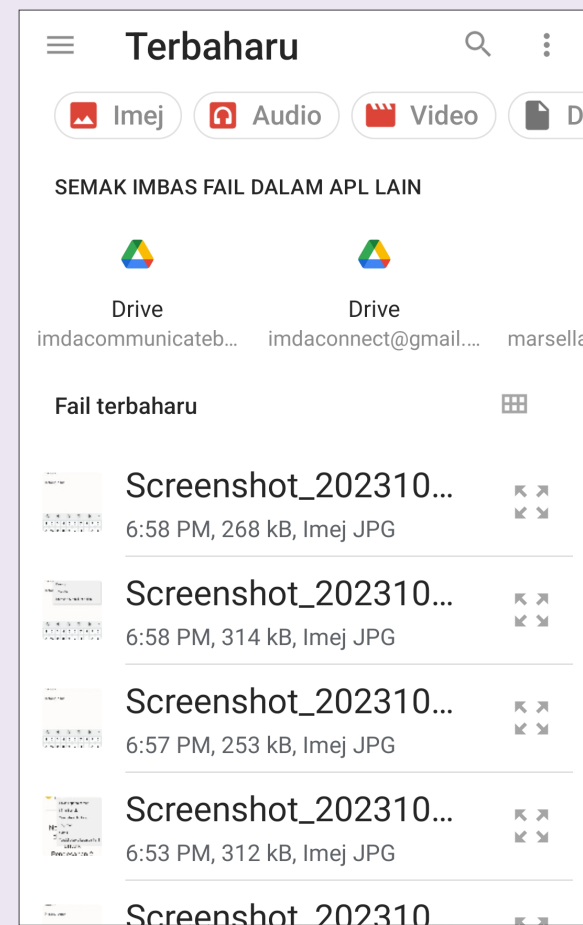 Terbaharu
Imej Audio Video D
SEMAK IMBAS FAIL DALAM APL LAIN
Drive Drive
imdacommunicateb... imdaconnect@gmail.... marsella
Fail terbaharu
Screenshot_202310...
6:58 PM, 268 kB, Imej JPG
Screenshot_202310...
6:58 PM, 314 kB, Imej JPG
Screenshot_202310...
6:57 PM, 253 kB, Imej JPG
Screenshot_202310...
6:53 PM, 312 kB, Imej JPG
Screenshot_202310